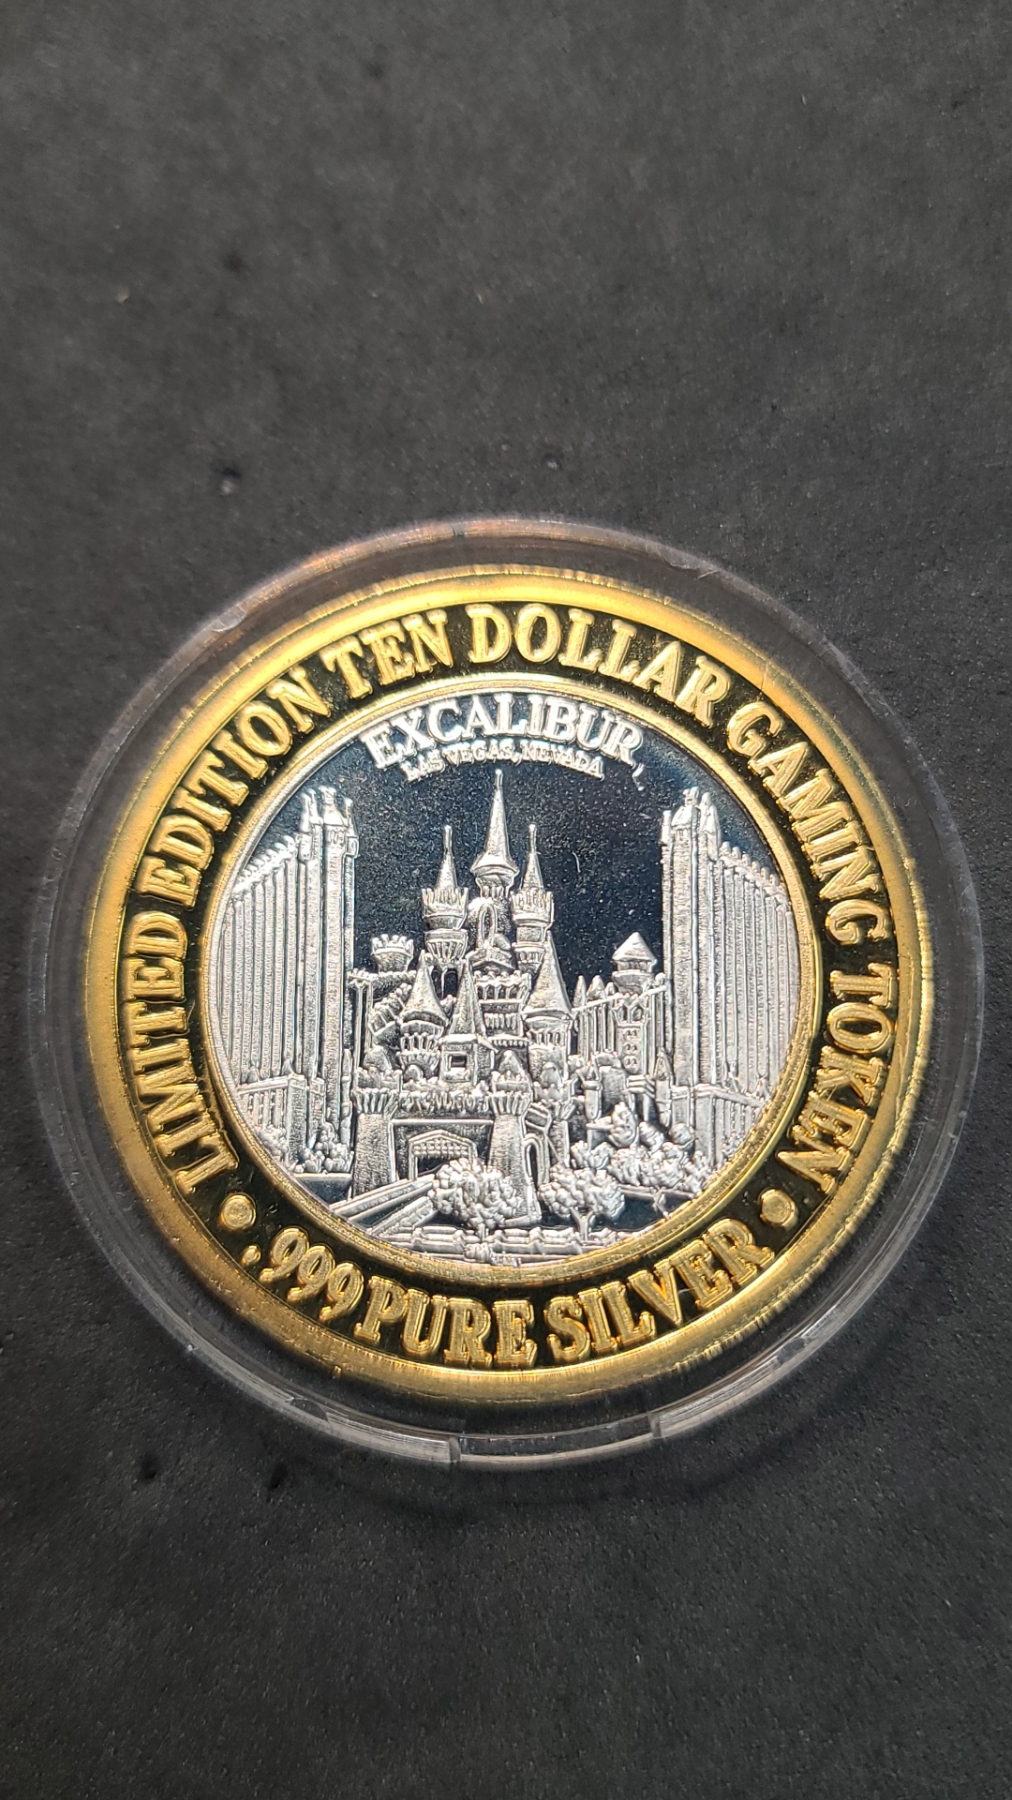 LIMITED EDITION TEN DOLLAR GAMING TOKEN
EXCALIBUR,
LAS VEGAS, NEVADA
• .999 PURE SILVER •